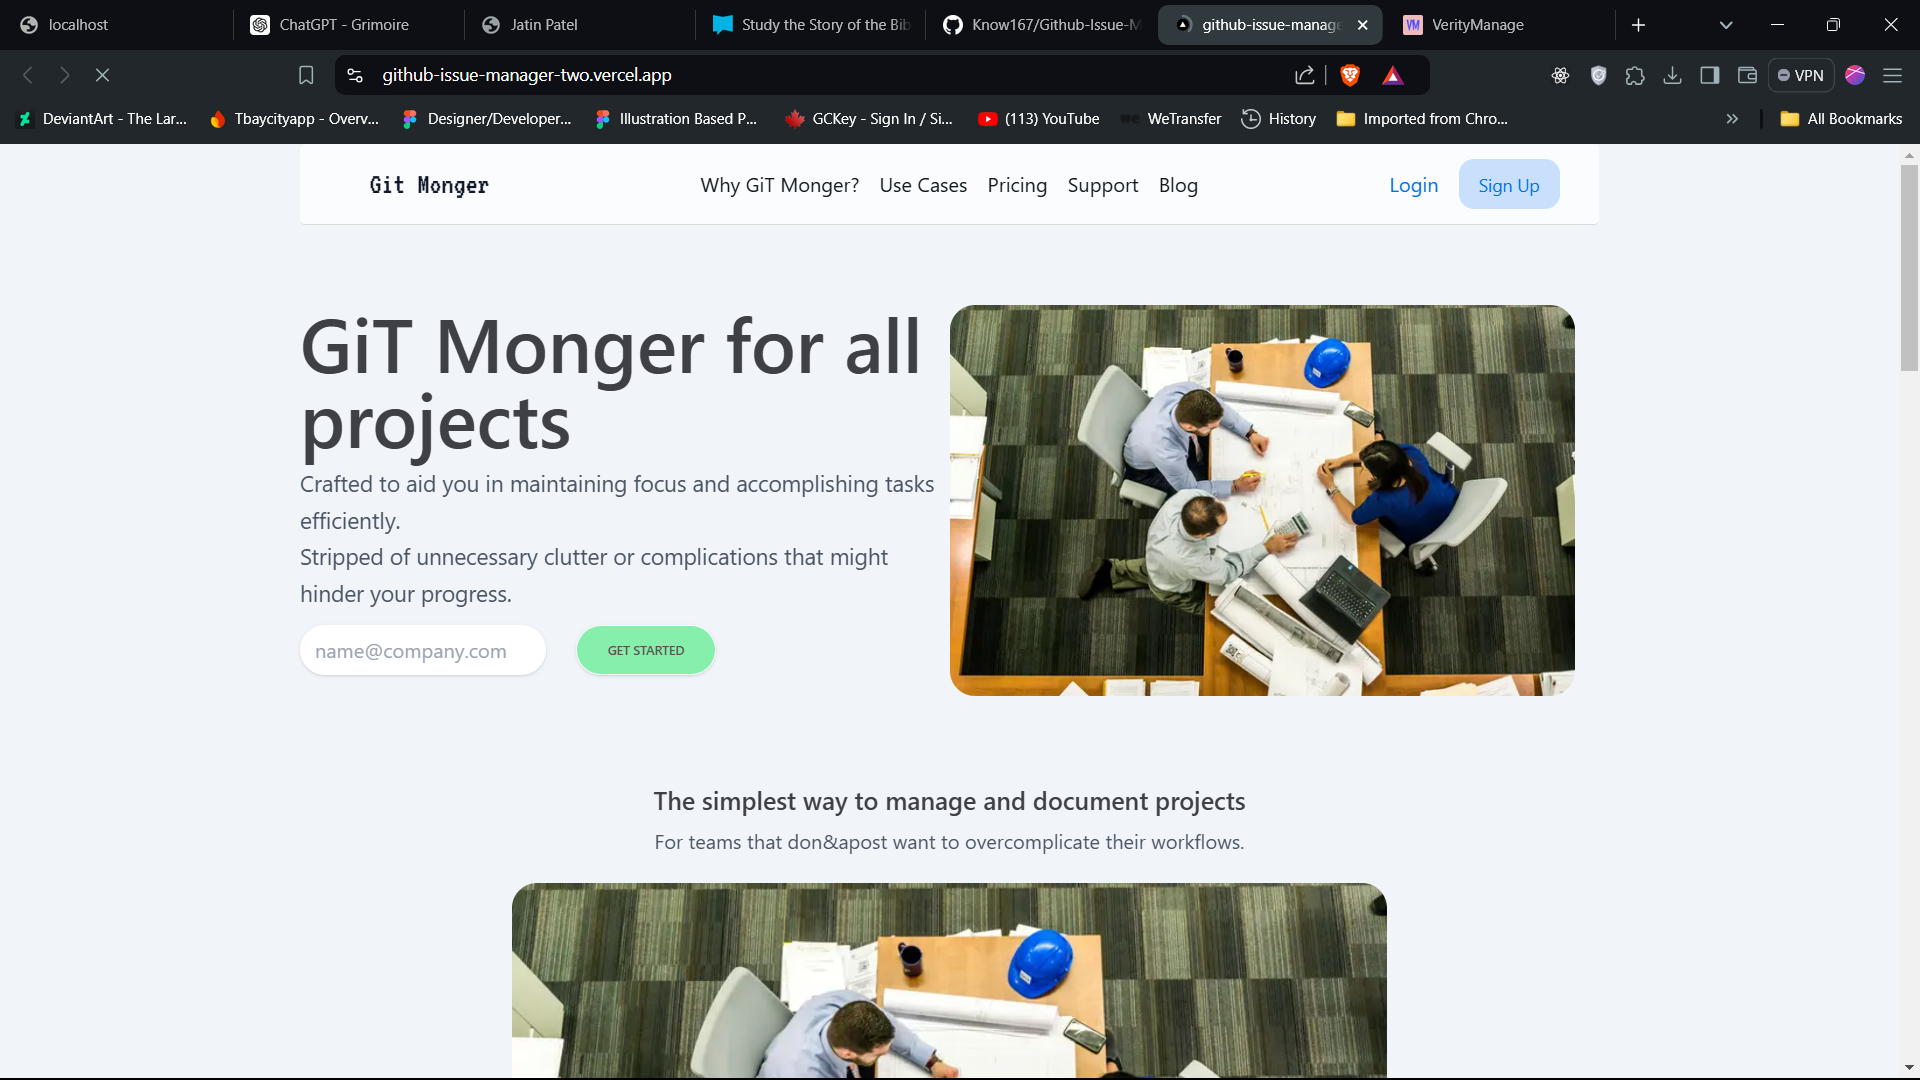 localhost
ChatGPT - Grimoire
Jatin Patel
Study the Story of the Bib
Know167/Github-Issue-M
github-issue-manage
VM VerityManage
github-issue-manager-two.vercel.app
VPN
DeviantArt - The Lar...
Tbaycityapp - Overv...
Designer/Developer...
Illustration Based P...
GCKey - Sign In / Si...
(113) YouTube
we WeTransfer
History
Imported from Chro...
All Bookmarks
Git Monger
Why GiT Monger? Use Cases Pricing Support Blog
Login Sign Up
GiT Monger for all
projects
Crafted to aid you in maintaining focus and accomplishing tasks
efficiently.
Stripped of unnecessary clutter or complications that might
hinder your progress.
name@company.com GET STARTED
The simplest way to manage and document projects
For teams that don&apost want to overcomplicate their workflows.